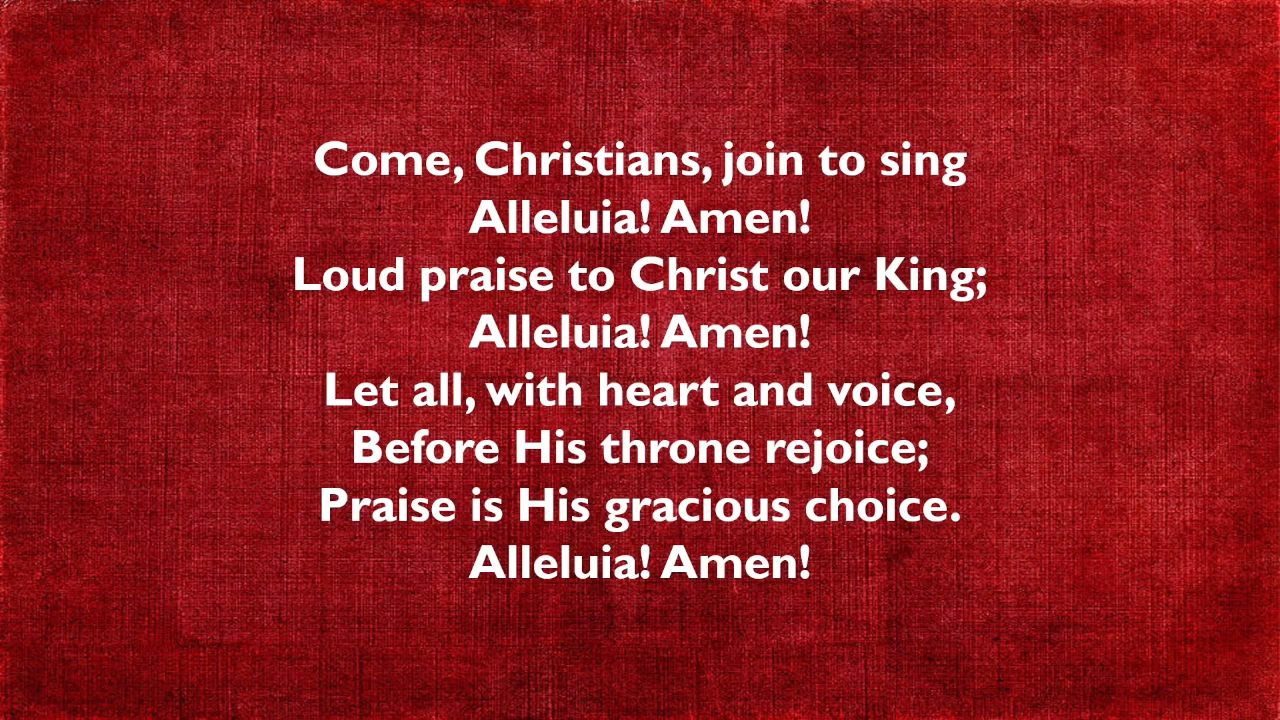 Come, Christians, join to sing
Alleluia! Amen!
Loud praise to Christ our King;
Alleluia! Amen!
Let all, with heart and voice,
Before His throne rejoice;
Praise is His gracious choice.
Alleluia! Amen!